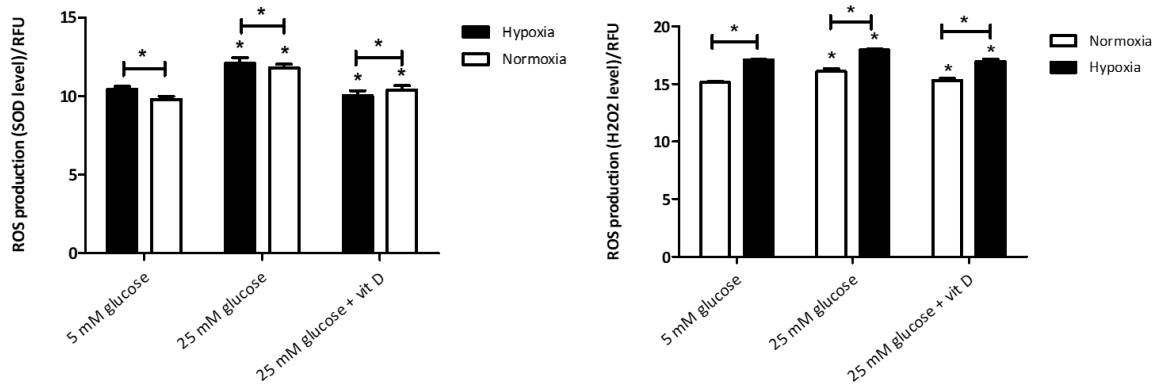 ROS production (SOD level)/ RFU
15
10
5
0
*
*
*
*
*
*
*
Hypoxia
Normoxia
5 mM glucose
25 mM glucose
25 mM glucose + vit D
ROS production (H2O2 level)/RFU
20
15
10
5
0
*
*
*
*
*
*
*
Normoxia
Hypoxia
5 mM glucose
25 mM glucose
25 mM glucose + vit D